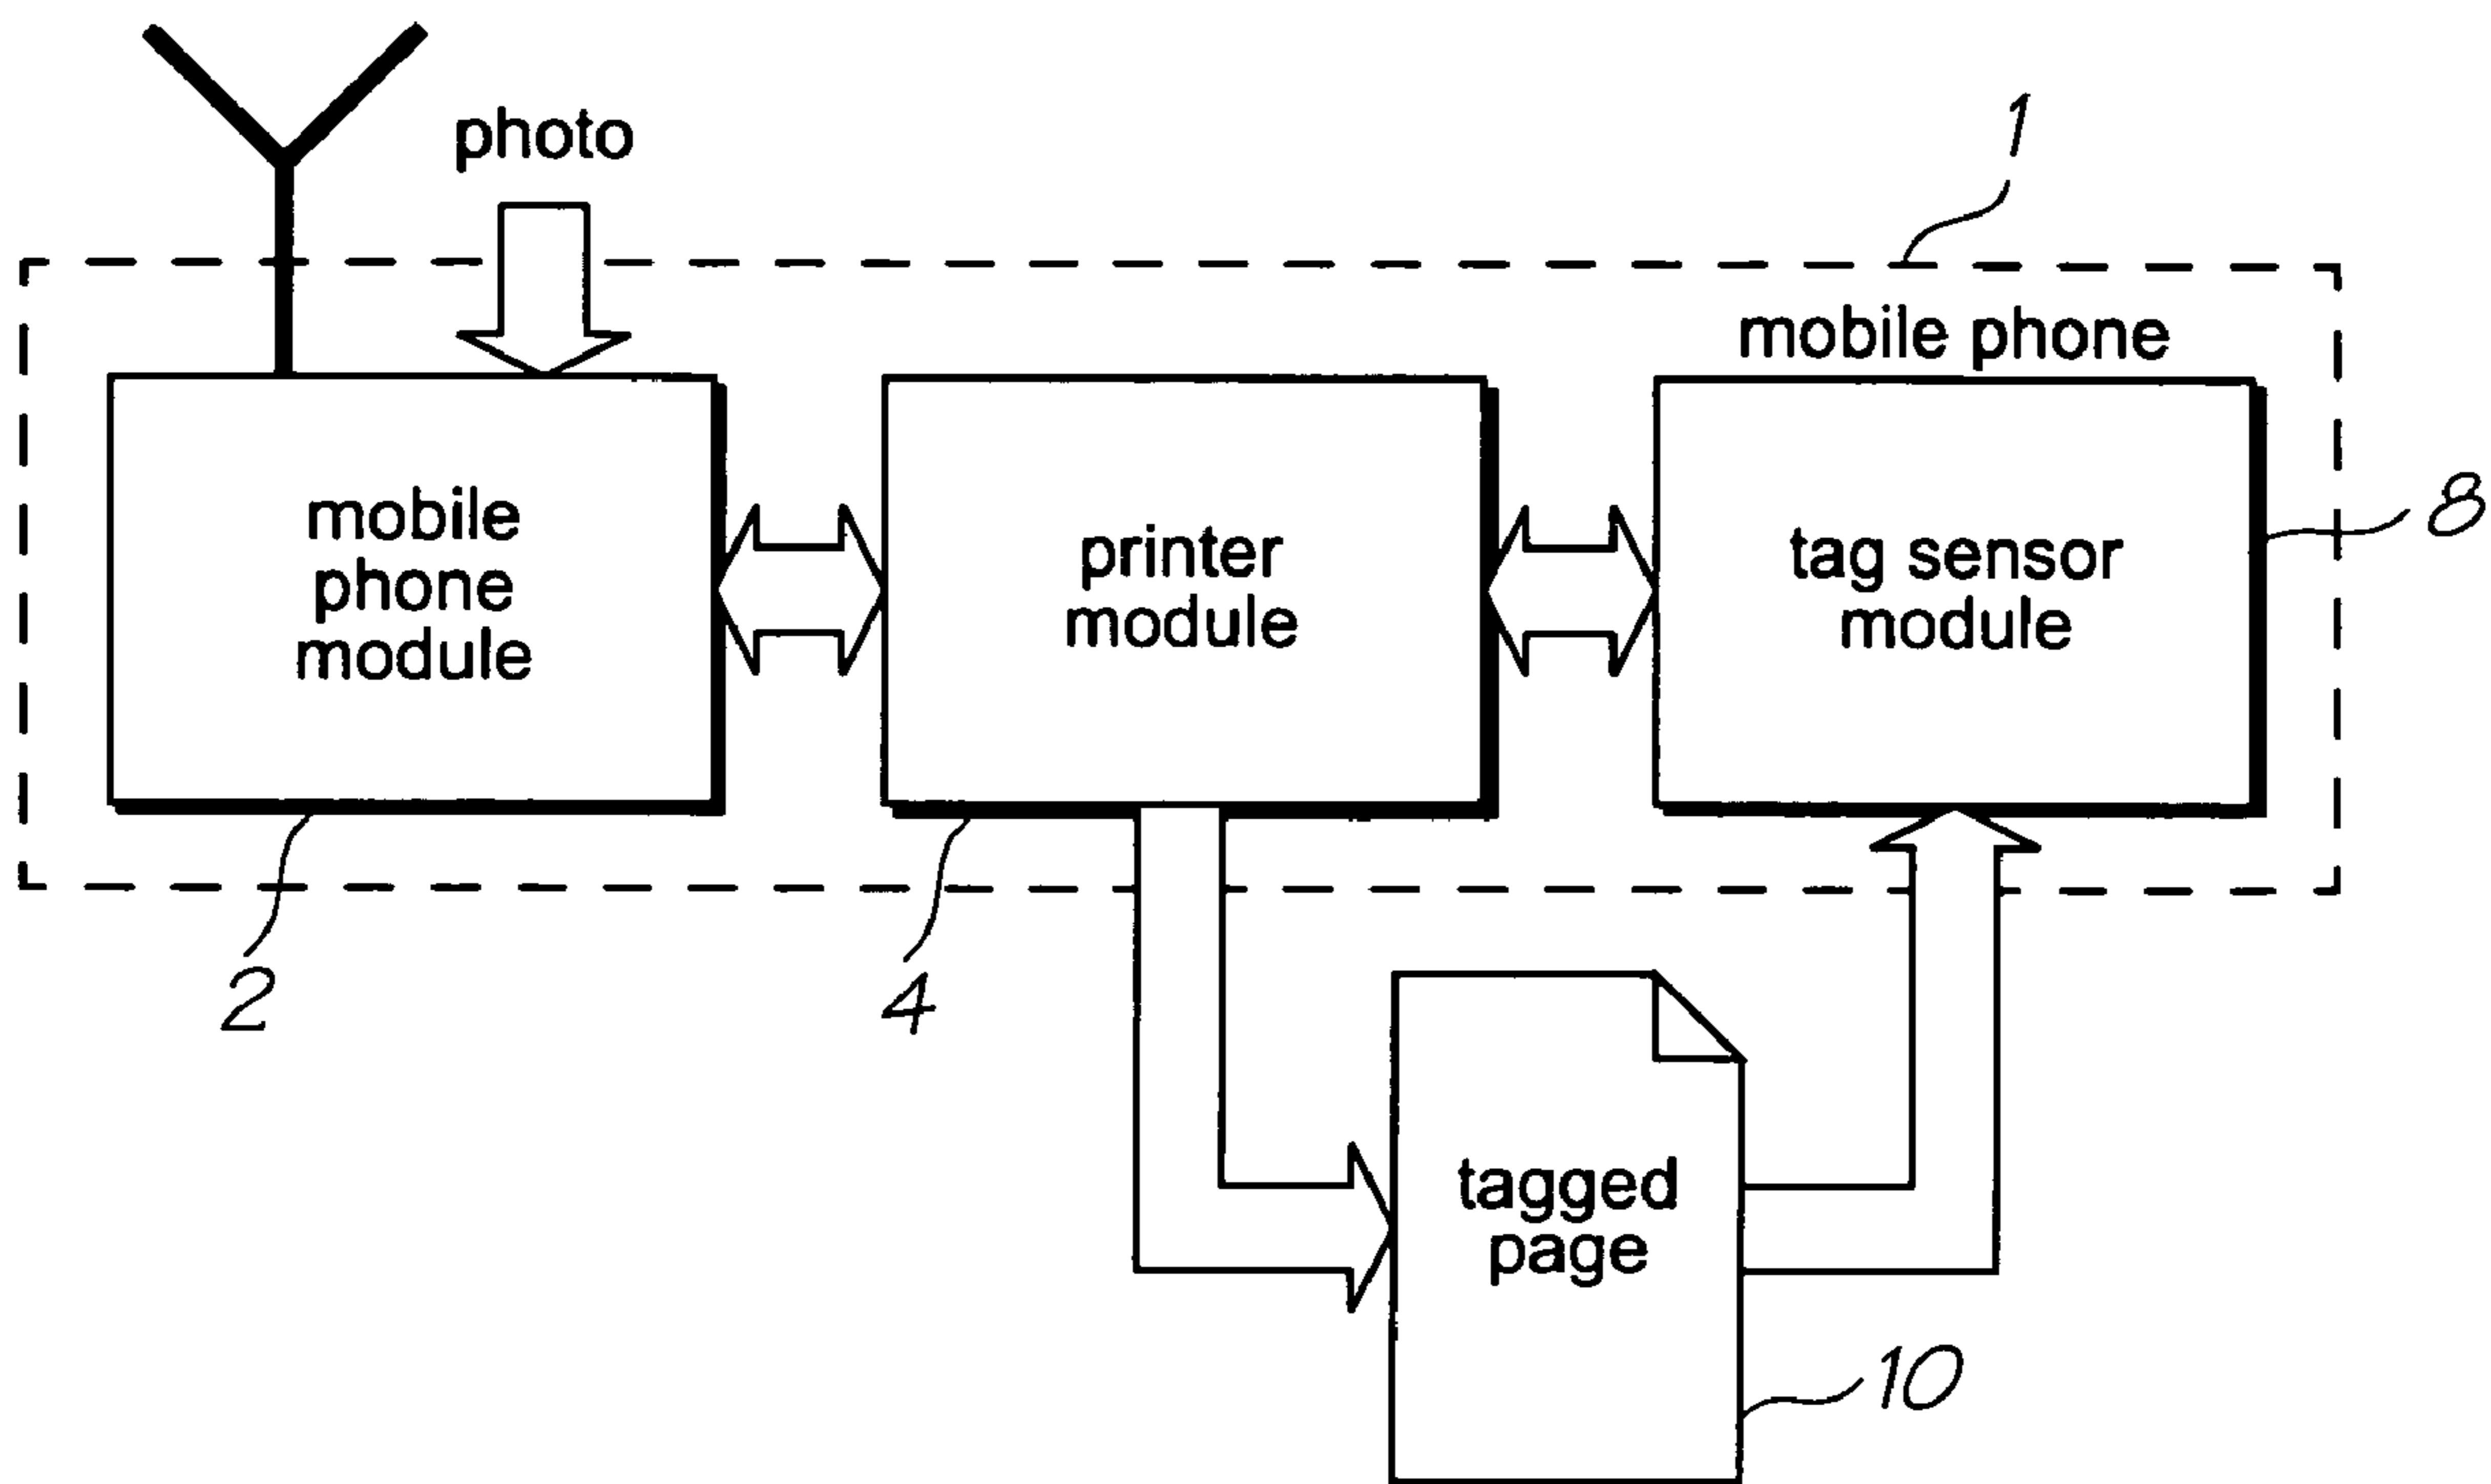 photo
1
mobile phone
mobile
phone
module
printer
module
tag sensor
module
8
2
4
tagged
page
10